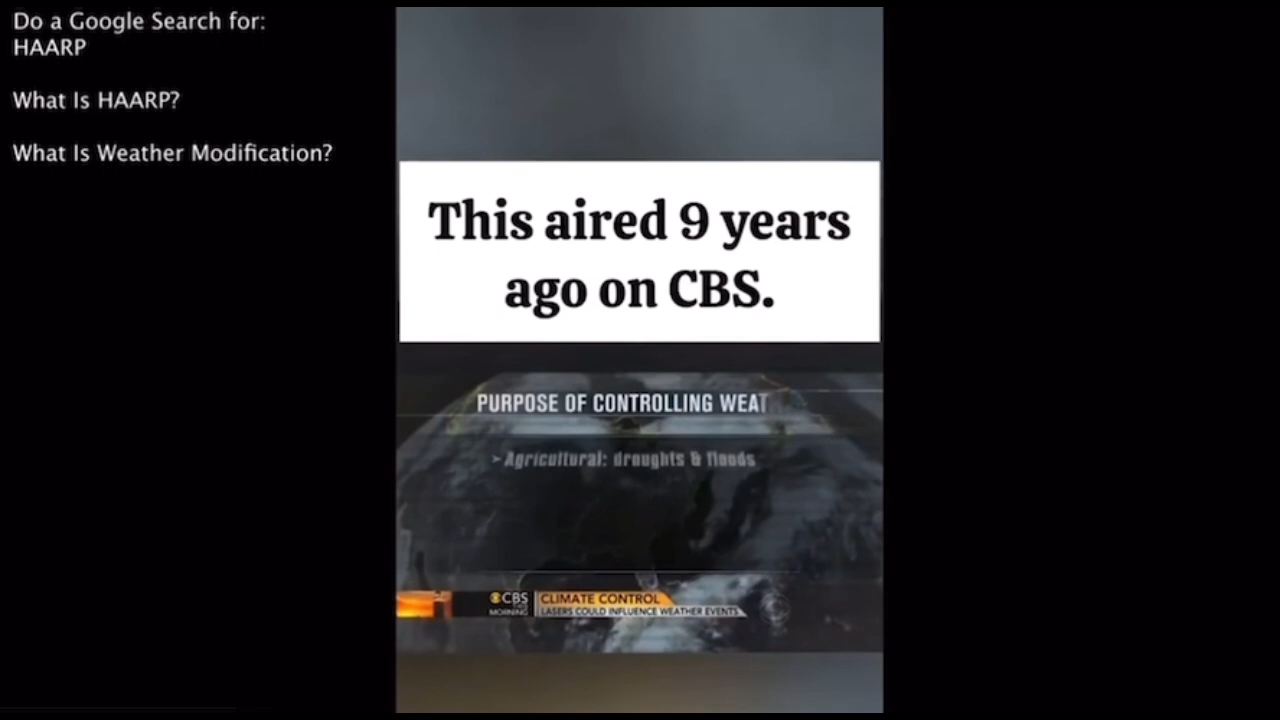 Do a Google Search for:
HAARP
What Is HAARP?
What Is Weather Modification?
This aired 9 years
ago on CBS.
PURPOSE OF CONTROLLING WEAT
➢ Agricultural: droughts & floods
CBS
MORNING
CLIMATE CONTROL
LASERS COULD INFLUENCE WEATHER EVENTS